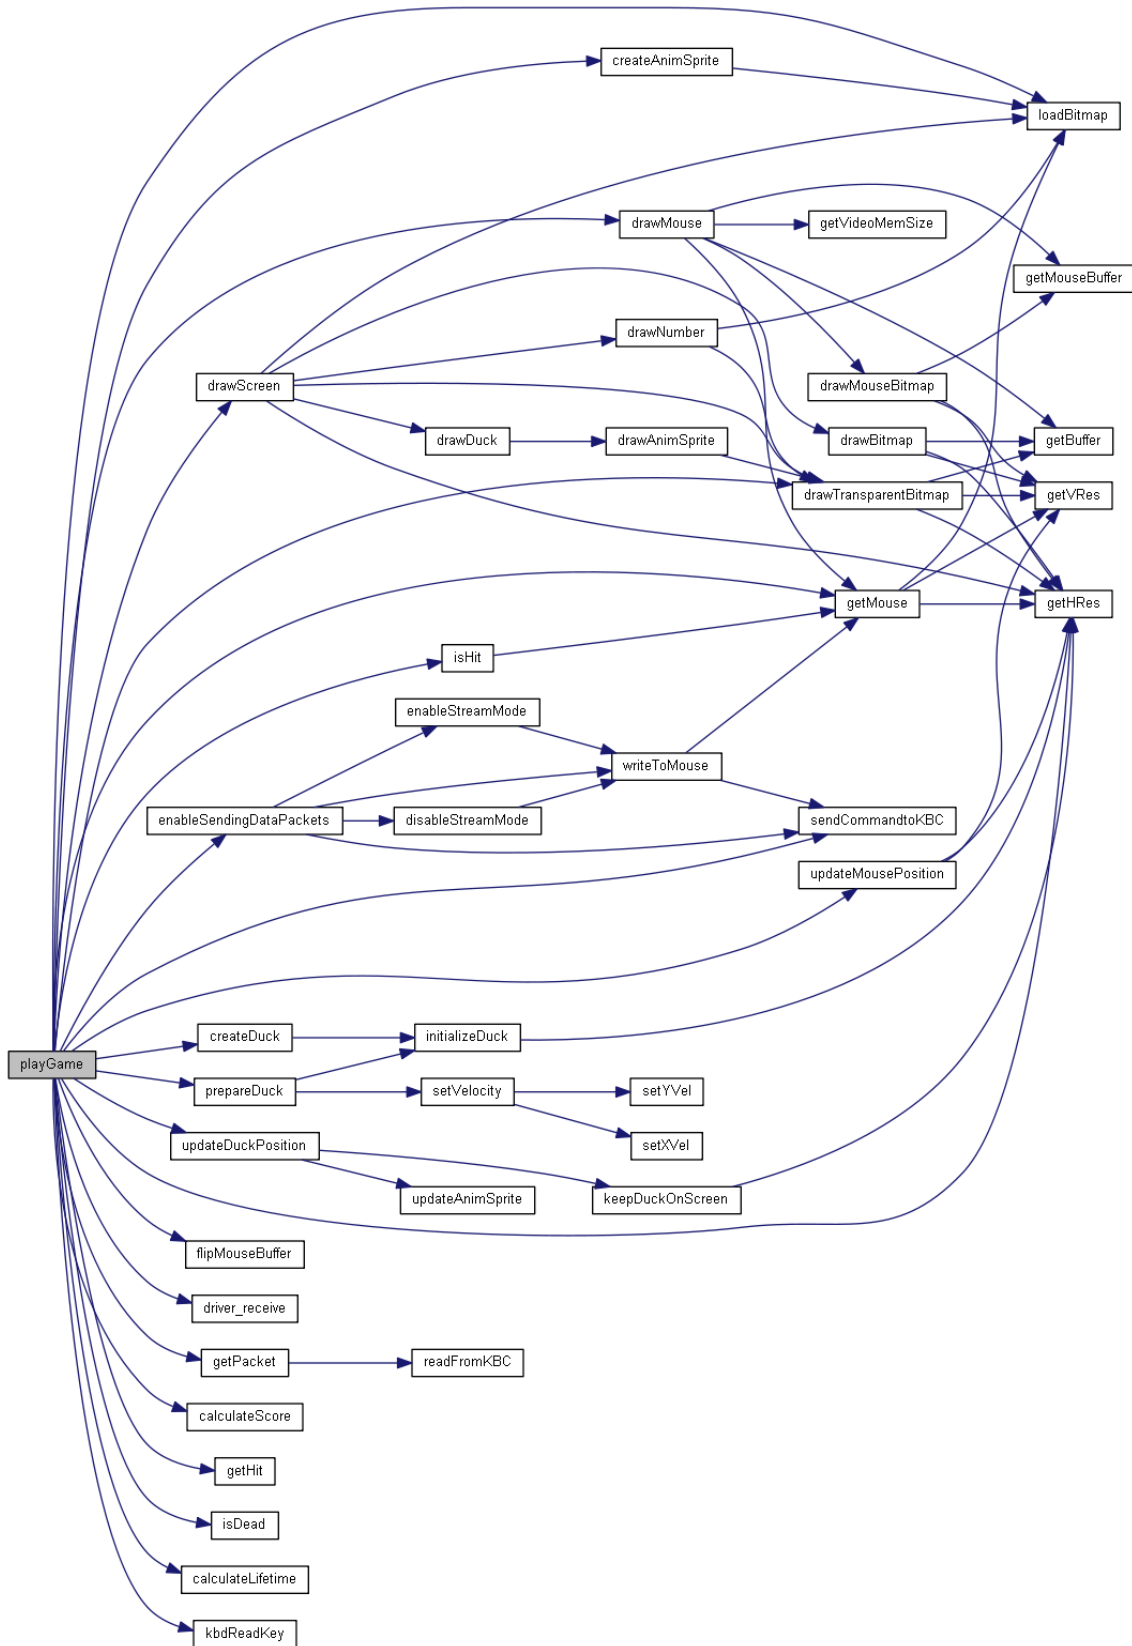 createAnimSprite
loadBitmap
drawMouse
getVideoMemSize
getMouseBuffer
drawNumber
drawScreen
drawMouseBitmap
drawDuck
drawAnimSprite
drawBitmap
getBuffer
drawTransparentBitmap
getVRes
getMouse
getHRes
isHit
enableStreamMode
writeToMouse
enableSendingDataPackets
disableStreamMode
sendCommandtoKBC
updateMousePosition
createDuck
initializeDuck
playGame
prepareDuck
setVelocity
setYVel
updateDuckPosition
setXVel
updateAnimSprite
keepDuckOnScreen
flipMouseBuffer
driver_receive
getPacket
readFromKBC
calculateScore
getHit
isDead
calculateLifetime
kbdReadKey